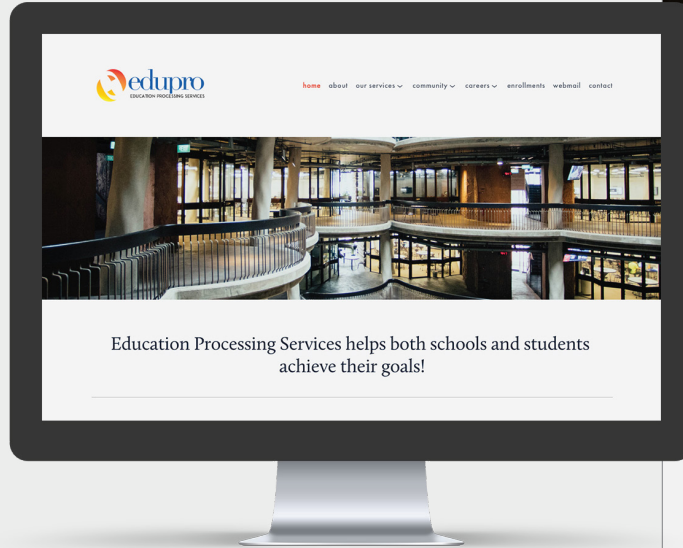 edupro
EDUCATION PROCESSING SERVICES
home about our services community careers enrollments webmail contact
Education Processing Services helps both schools and students
achieve their goals!